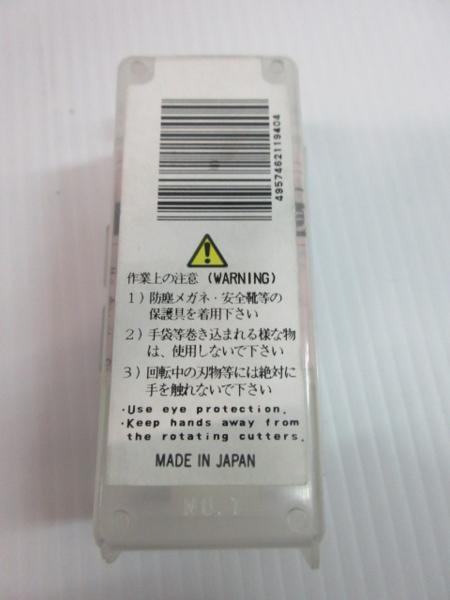 4957462119404
作業上の注意 (WARNING)
1）防塵メガネ・安全靴等の
保護具を着用下さい
2）手袋等巻き込まれる様な物
は、使用しないで下さい
3）回転中の刃物等には絶対に
手を触れないで下さい
・Use eye protection.
・Keep hands away from
the rotating cutters.
MADE IN JAPAN
NO.1